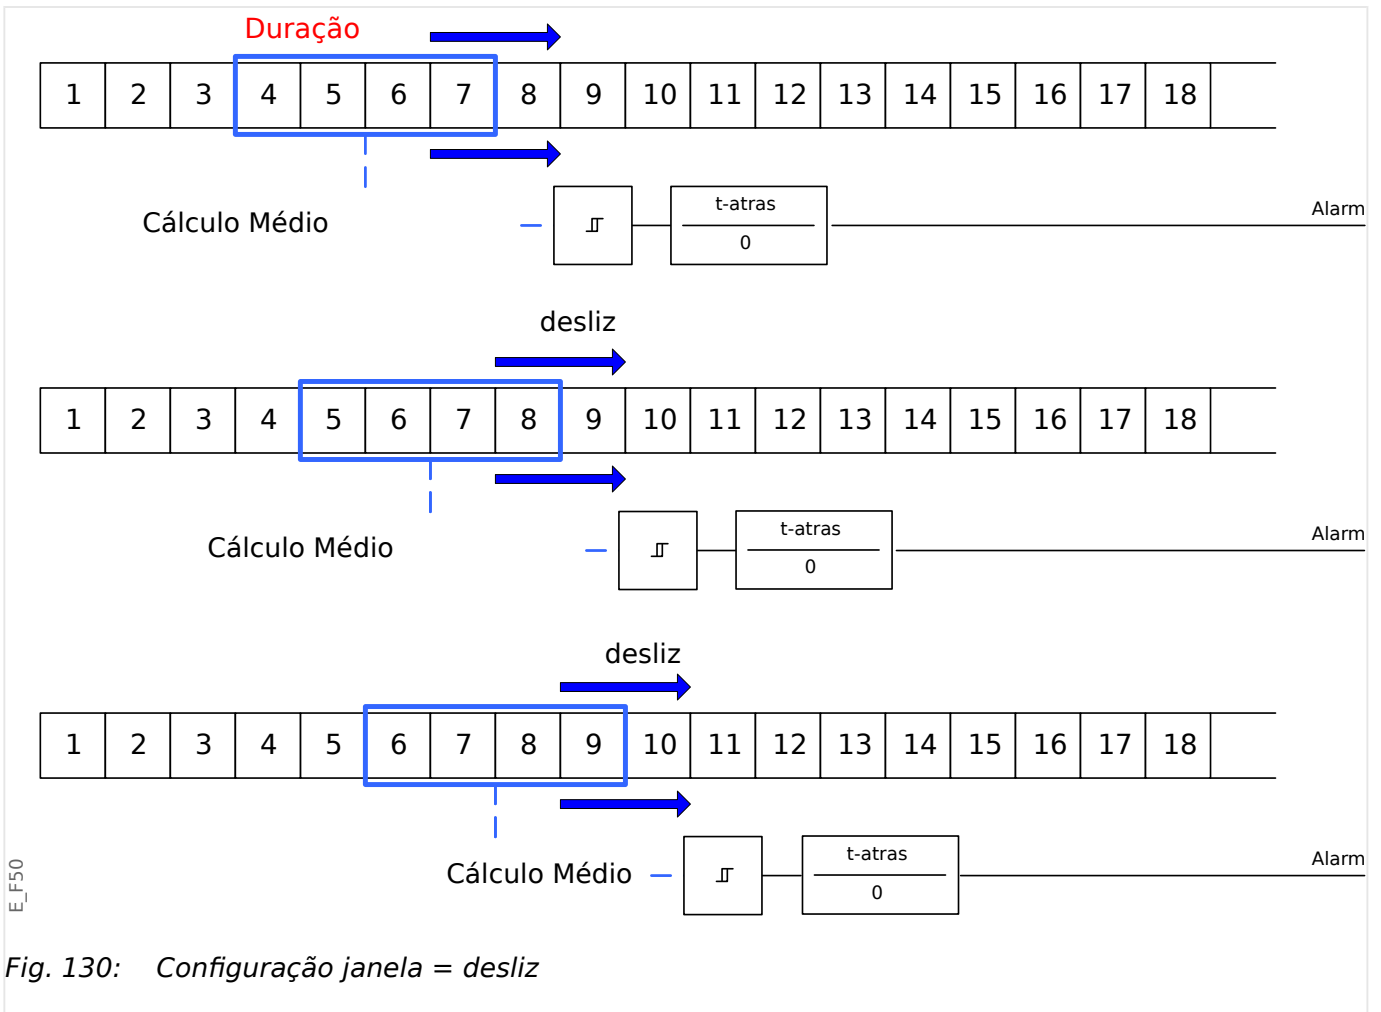 Duração
1 2 3 4 5 6 7 8 9 10 11 12 13 14 15 16 17 18
Cálculo Médio
t-atras
0
Alarm
desliz
1 2 3 4 5 6 7 8 9 10 11 12 13 14 15 16 17 18
Cálculo Médio
t-atras
0
Alarm
desliz
1 2 3 4 5 6 7 8 9 10 11 12 13 14 15 16 17 18
Cálculo Médio
t-atras
0
Alarm
E_F50
Fig. 130: Configuração janela = desliz